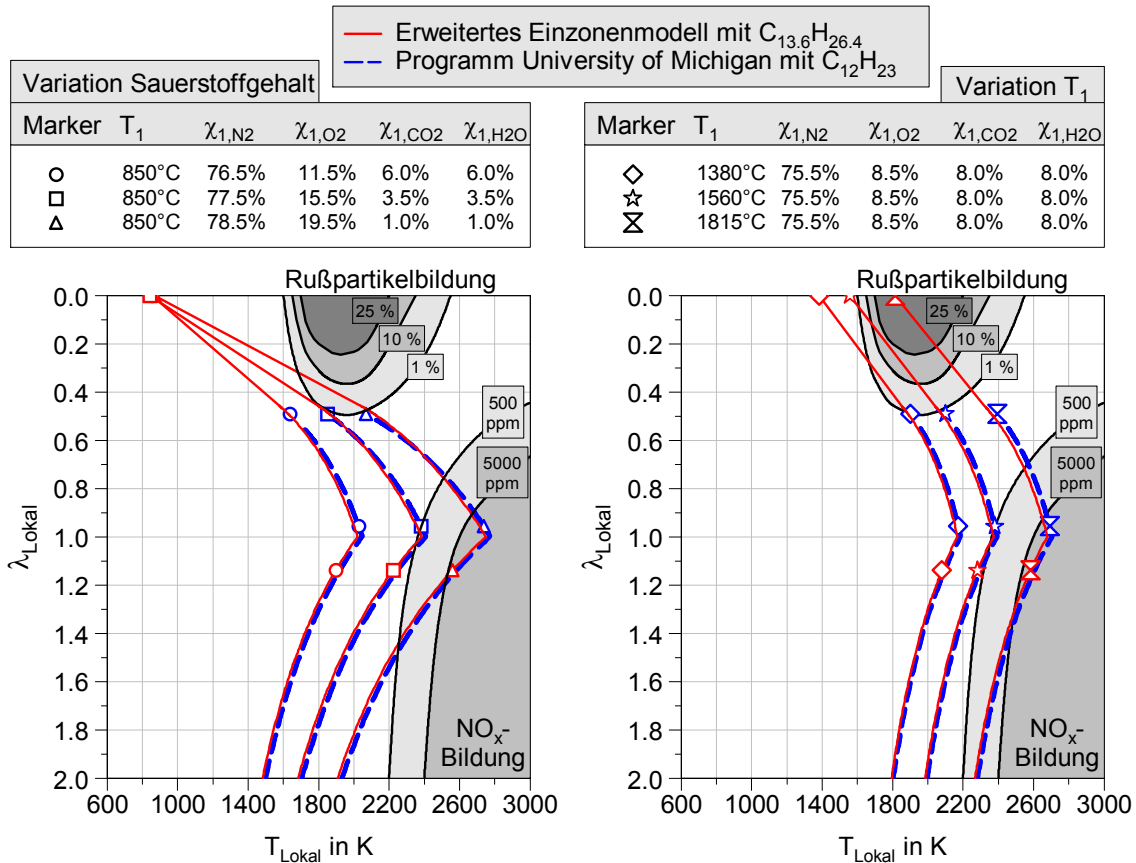 Erweitertes Einzonenmodell mit C13.6H26.4
Programm University of Michigan mit C12H23
Variation Sauerstoffgehalt
Marker T1 χ1,N2 χ1,O2 χ1,CO2 χ1,H2O
850°C 76.5% 11.5% 6.0% 6.0%
850°C 77.5% 15.5% 3.5% 3.5%
850°C 78.5% 19.5% 1.0% 1.0%
Variation T1
Marker T1 χ1,N2 χ1,O2 χ1,CO2 χ1,H2O
1380°C 75.5% 8.5% 8.0% 8.0%
1560°C 75.5% 8.5% 8.0% 8.0%
1815°C 75.5% 8.5% 8.0% 8.0%
Rußpartikelbildung
25 %
10 %
1 %
500
ppm
5000
ppm
NOx-
Bildung
λLokal
0.0
0.2
0.4
0.6
0.8
1.0
1.2
1.4
1.6
1.8
2.0
600 1000 1400 1800 2200 2600 3000
TLokal in K
Rußpartikelbildung
25 %
10 %
1 %
500
ppm
5000
ppm
NOx-
Bildung
λLokal
0.0
0.2
0.4
0.6
0.8
1.0
1.2
1.4
1.6
1.8
2.0
600 1000 1400 1800 2200 2600 3000
TLokal in K